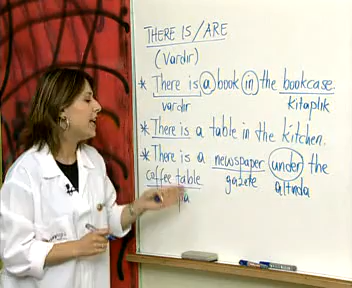 THERE IS/ARE
(Vardır)
* There is a book in the bookcase.
vardır kitaplık
* There is a table in the kitchen.
* There is a newspaper under the
coffee table gazete altında